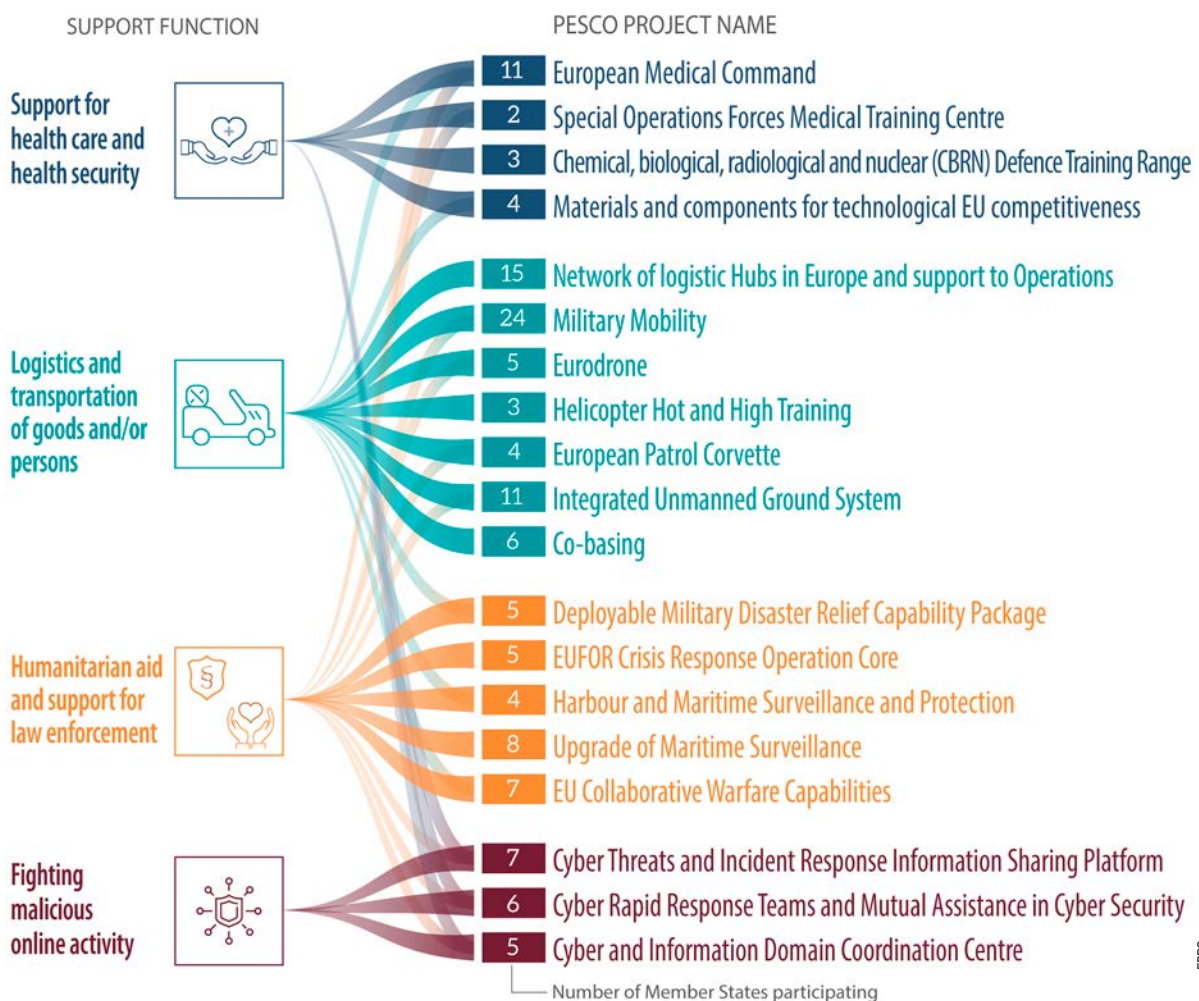 SUPPORT FUNCTION
PESCO PROJECT NAME
Support for
health care and
health security
11 European Medical Command
2 Special Operations Forces Medical Training Centre
3 Chemical, biological, radiological and nuclear (CBRN) Defence Training Range
4 Materials and components for technological EU competitiveness
Logistics and
transportation
of goods and/or
persons
15 Network of logistic Hubs in Europe and support to Operations
24 Military Mobility
5 Eurodrone
3 Helicopter Hot and High Training
4 European Patrol Corvette
11 Integrated Unmanned Ground System
6 Co-basing
Humanitarian aid
and support for
law enforcement
§
5 Deployable Military Disaster Relief Capability Package
5 EUFOR Crisis Response Operation Core
4 Harbour and Maritime Surveillance and Protection
8 Upgrade of Maritime Surveillance
7 EU Collaborative Warfare Capabilities
Fighting
malicious
online activity
7 Cyber Threats and Incident Response Information Sharing Platform
6 Cyber Rapid Response Teams and Mutual Assistance in Cyber Security
5 Cyber and Information Domain Coordination Centre
Number of Member States participating